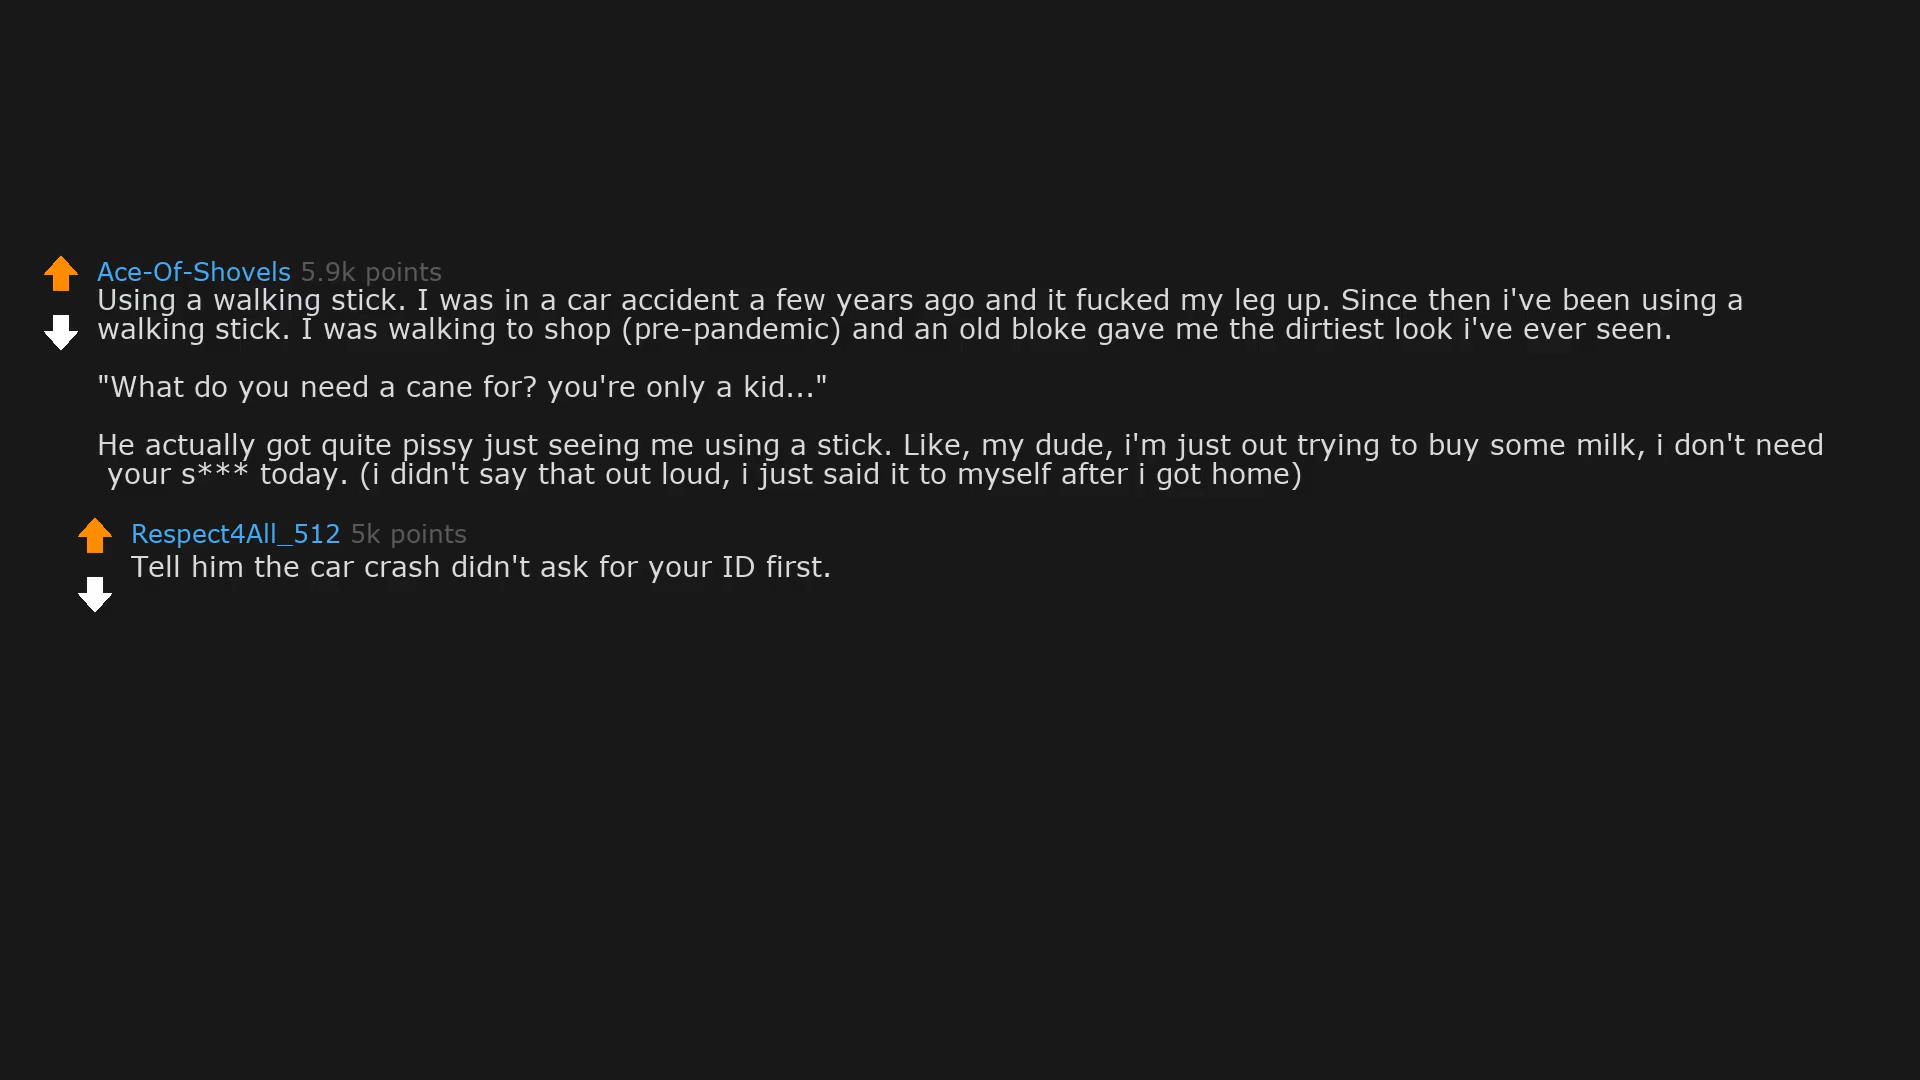 Ace-Of-Shovels 5.9k points
Using a walking stick. I was in a car accident a few years ago and it fucked my leg up. Since then i've been using a
walking stick. I was walking to shop (pre-pandemic) and an old bloke gave me the dirtiest look i've ever seen.
"What do you need a cane for? you're only a kid..."
He actually got quite pissy just seeing me using a stick. Like, my dude, i'm just out trying to buy some milk, i don't need
your s*** today. (i didn't say that out loud, i just said it to myself after i got home)
Respect4All_512 5k points
Tell him the car crash didn't ask for your ID first.